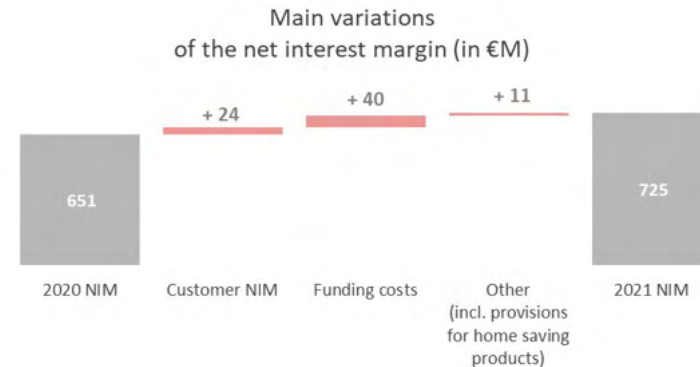 Main variations
of the net interest margin (in €M)
+ 24
+ 40
+ 11
651
725
2020 NIM
Customer NIM
Funding costs
Other
(incl. provisions
for home saving
products)
2021 NIM